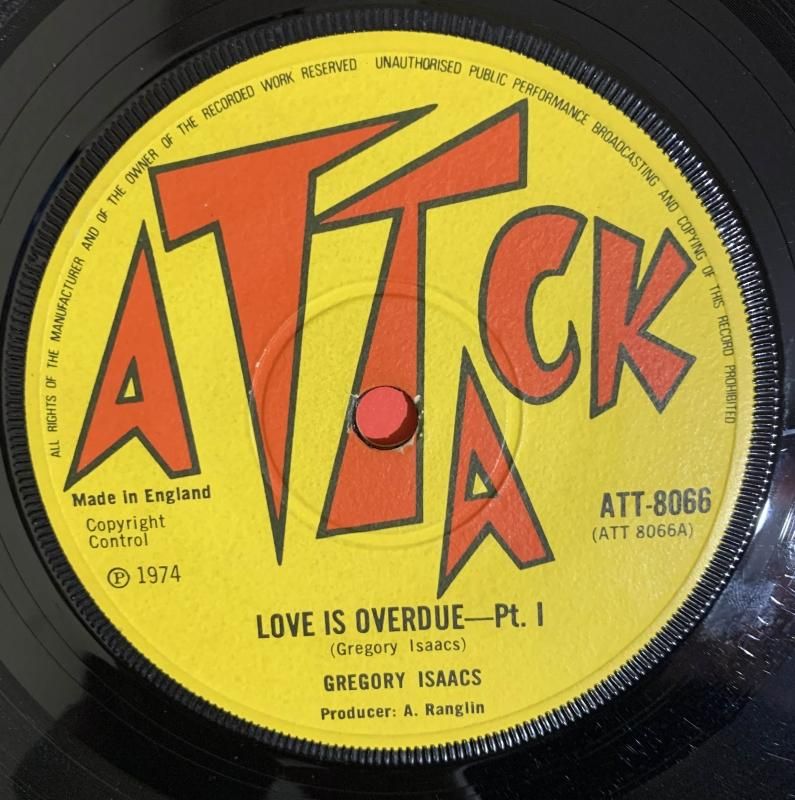 ALL RIGHTS OF THE MANUFACTURER AND OF THE OWNER OF THE RECORDED WORK RESERVED · UNAUTHORISED PUBLIC PERFORMANCE BROADCASTING AND COPYING OF THIS RECORD PROHIBITED
ATTACK
Made in England
Copyright
Control
Ⓟ 1974
ATT-8066
(ATT 8066A)
LOVE IS OVERDUE—Pt. I
(Gregory Isaacs)
GREGORY ISAACS
Producer: A. Ranglin